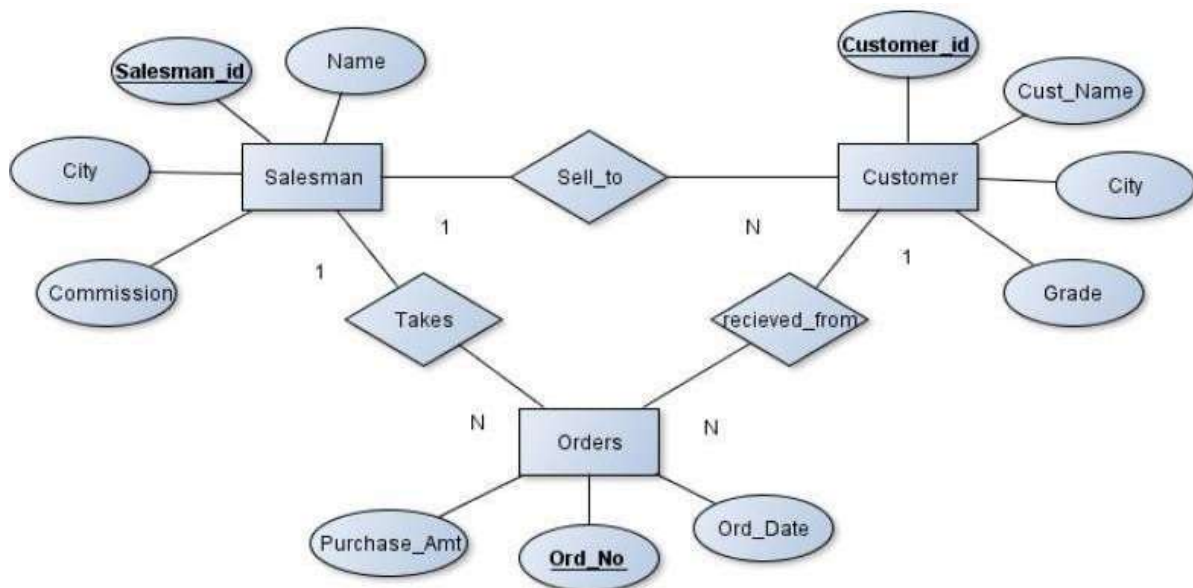 Salesman_id
Name
Customer_id
Cust_Name
City
Salesman
Sell_to
Customer
City
1
N
1
1
Commission
Takes
recieved_from
Grade
N
Orders
N
Purchase_Amt
Ord_No
Ord_Date